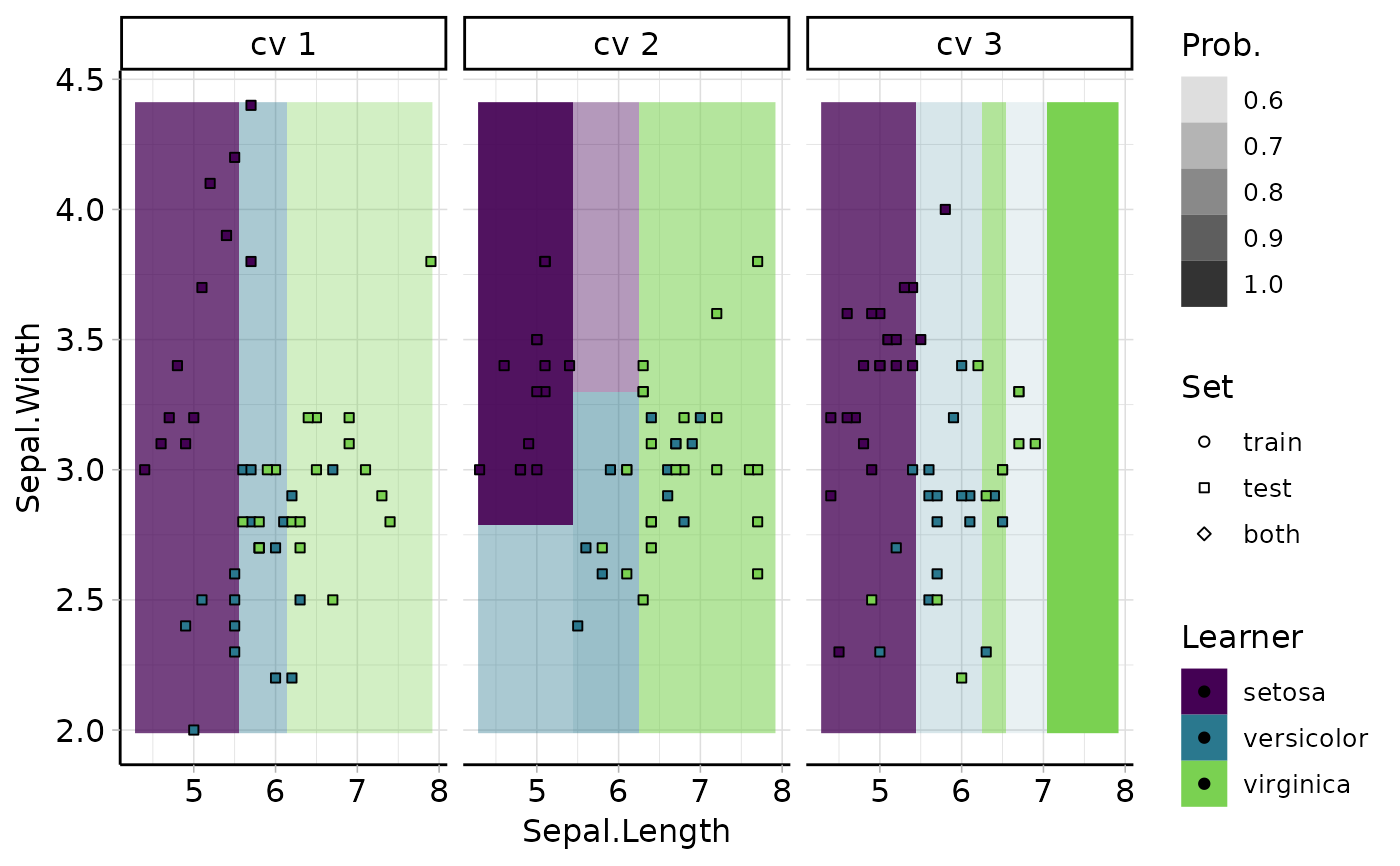 cv 1
cv 2
cv 3
4.5
4.0
3.5
3.0
2.5
2.0
Sepal.Width
5 6 7 8
5 6 7 8
5 6 7 8
Sepal.Length
Prob.
0.6
0.7
0.8
0.9
1.0
Set
train
test
both
Learner
setosa
versicolor
virginica